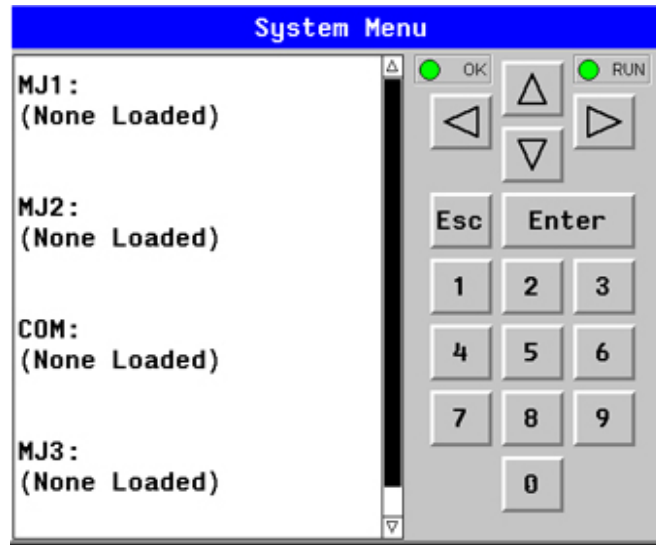 System Menu
MJ1:
(None Loaded)
MJ2:
(None Loaded)
COM:
(None Loaded)
MJ3:
(None Loaded)
OK
RUN
Esc
Enter
1
2
3
4
5
6
7
8
9
0